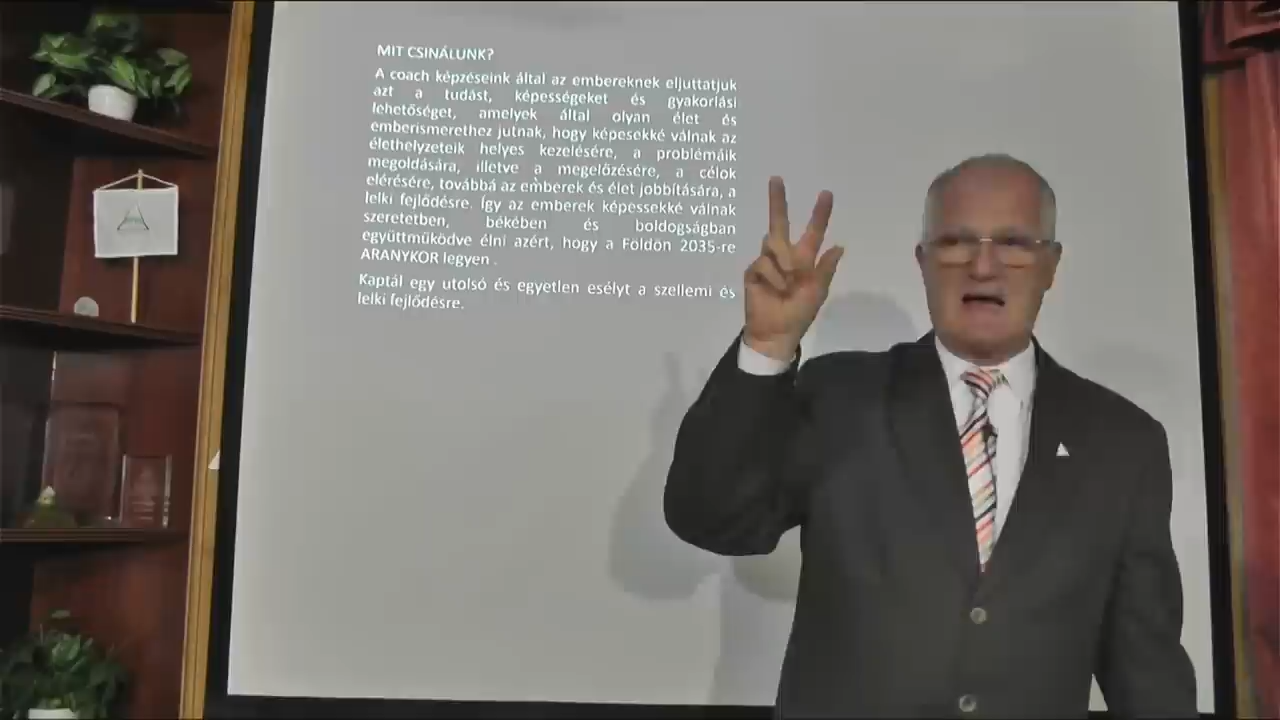 MIT CSINÁLUNK?
A coach képzéseink által az embereknek eljuttatjuk
azt a tudást, képességeket és gyakorlási
lehetőséget, amelyek által olyan élet és
emberismerethez jutnak, hogy képesekké válnak az
élethelyzeteik helyes kezelésére, a problémáik
megoldására, illetve a megelőzésére, a célok
elérésére, továbbá az emberek és élet jobbítására, a
lelki fejlődésre. Így az emberek képessekké válnak
szeretetben, békében és boldogságban
együttműködve élni azért, hogy a Földön 2035-re
ARANYKOR legyen .
Kaptál egy utolsó és egyetlen esélyt a szellemi és
lelki fejlődésre.